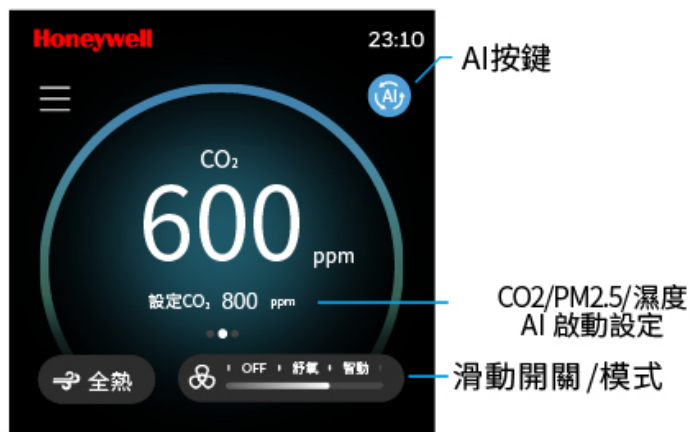 Honeywell
23:10
AI按鍵
AI
CO₂
600 ppm
設定CO₂ 800 ppm
CO2/PM2.5/濕度
AI 啟動設定
全熱
OFF 舒氧 智動
滑動開關/模式